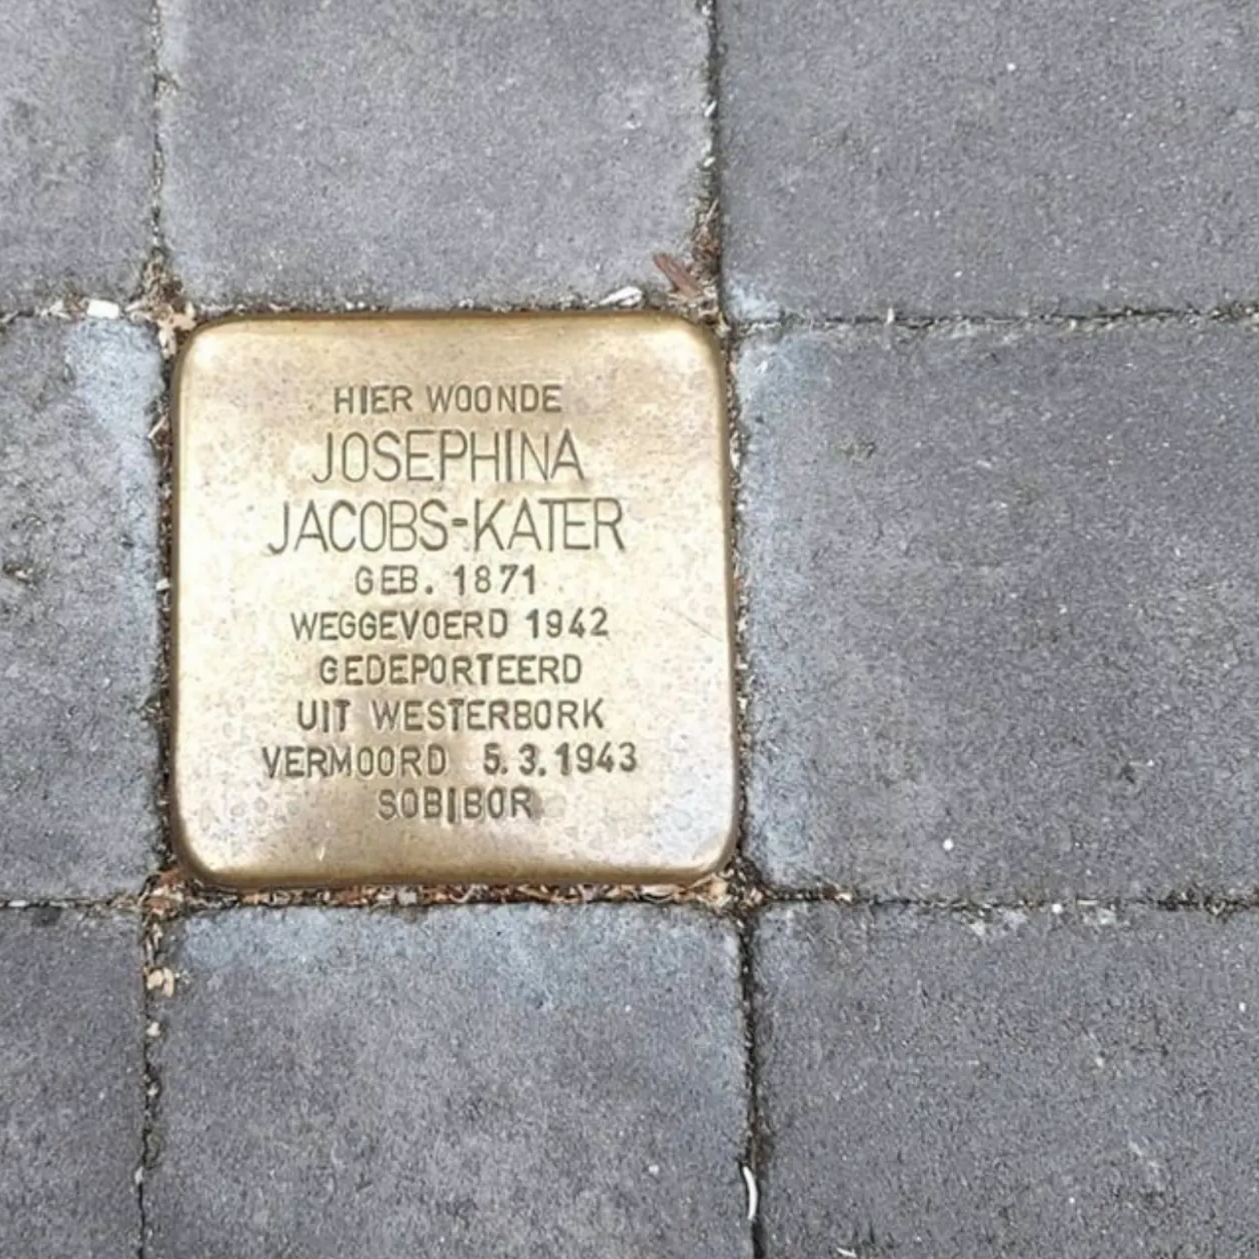 HIER WOONDE
JOSEPHINA
JACOBS-KATER
GEB. 1871
WEGGEVOERD 1942
GEDEPORTEERD
UIT WESTERBORK
VERMOORD 5.3.1943
SOBIBOR